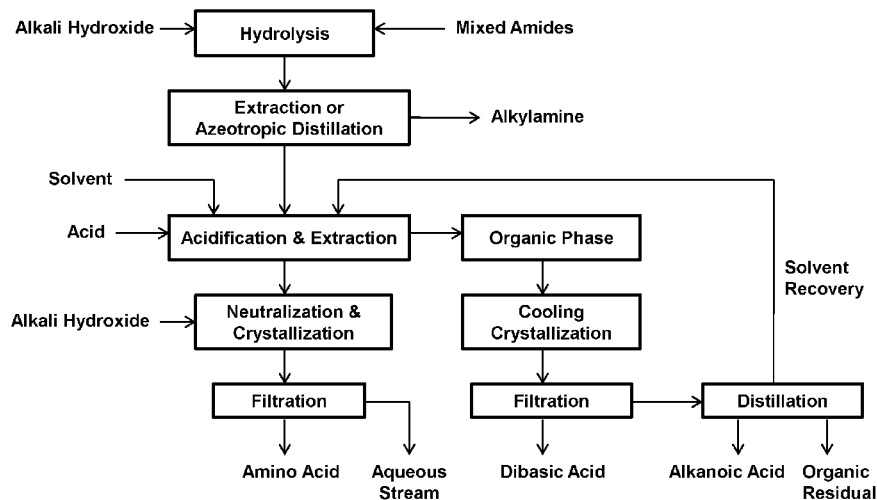 Alkali Hydroxide
Hydrolysis
Mixed Amides
Extraction or
Azeotropic Distillation
Alkylamine
Solvent
Acid
Acidification & Extraction
Organic Phase
Solvent
Recovery
Alkali Hydroxide
Neutralization &
Crystallization
Cooling
Crystallization
Filtration
Filtration
Distillation
Amino Acid
Aqueous
Stream
Dibasic Acid
Alkanoic Acid
Organic
Residual